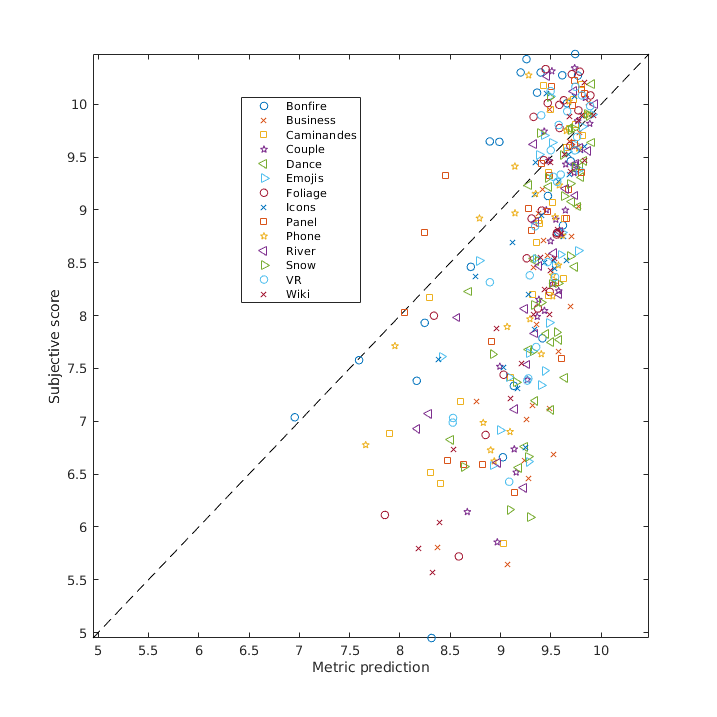 10
9.5
9
8.5
8
7.5
7
6.5
6
5.5
5
Subjective score
Bonfire
Business
Caminandes
Couple
Dance
Emojis
Foliage
Icons
Panel
Phone
River
Snow
VR
Wiki
5 5.5 6 6.5 7 7.5 8 8.5 9 9.5 10
Metric prediction